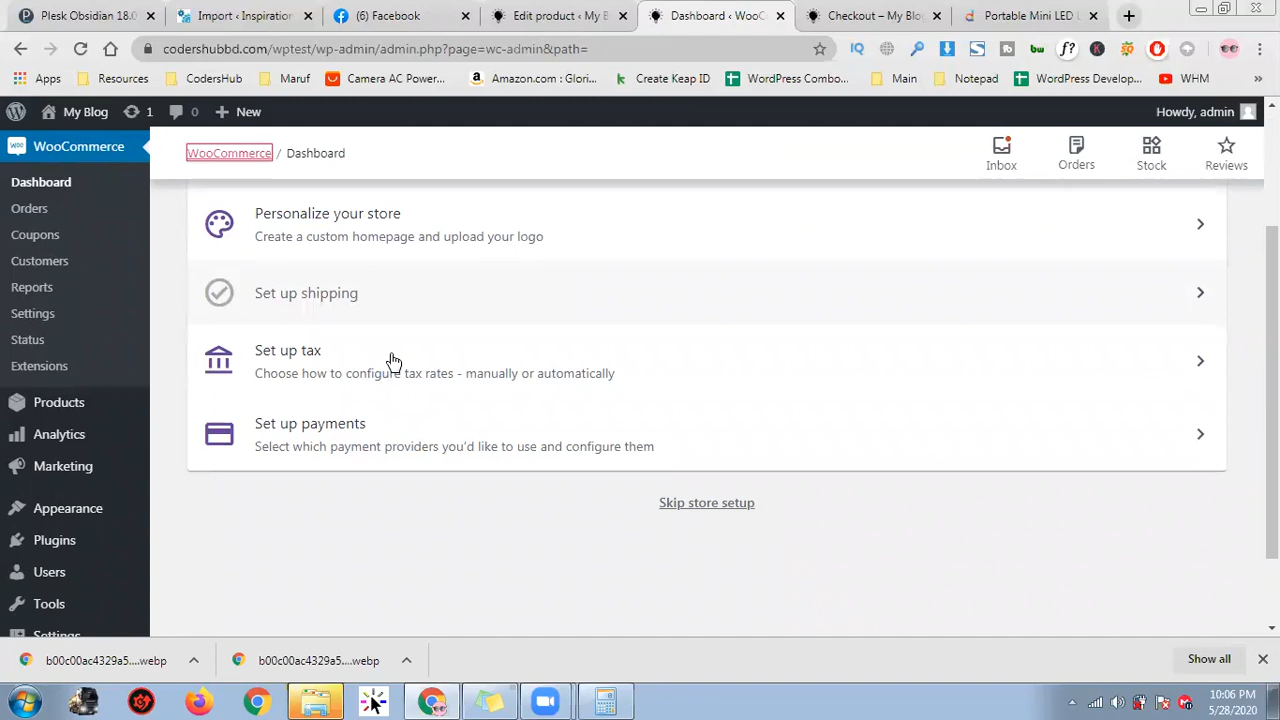 Plesk Obsidian 18.0
Import ‹ Inspiration
(6) Facebook
Edit product ‹ My B
Dashboard ‹ WooC
Checkout – My Blo
Portable Mini LED L
codershubbd.com/wptest/wp-admin/admin.php?page=wc-admin&path=
Apps
Resources
CodersHub
Maruf
Camera AC Powe...
Amazon.com : Glori...
Create Keap ID
WordPress Combo...
Main
Notepad
WordPress Develop...
WHM
My Blog
1
0
New
Howdy, admin
WooCommerce
WooCommerce / Dashboard
Inbox
Orders
Stock
Reviews
Dashboard
Orders
Coupons
Customers
Reports
Settings
Status
Extensions
Products
Analytics
Marketing
Appearance
Plugins
Users
Tools
Settings
Personalize your store
Create a custom homepage and upload your logo
Set up shipping
Set up tax
Choose how to configure tax rates - manually or automatically
Set up payments
Select which payment providers you'd like to use and configure them
Skip store setup
b00c00ac4329a5....webp
b00c00ac4329a5....webp
Show all
10:06 PM
5/28/2020